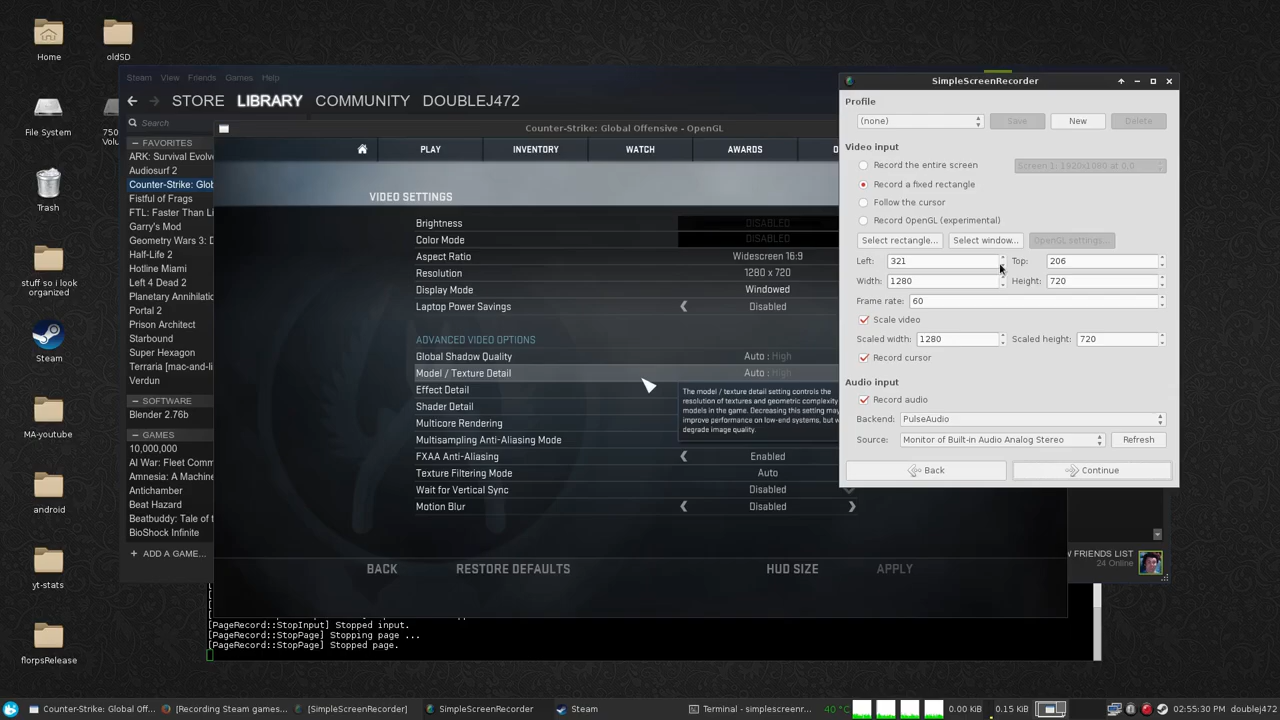 Home
oldSD
File System
750
Volu
Trash
stuff so i look
organized
Steam
MA-youtube
android
yt-stats
florpsRelease
Steam View Friends Games Help
STORE LIBRARY COMMUNITY DOUBLEJ472
Search
FAVORITES
ARK: Survival Evolve
Audiosurf 2
Counter-Strike: Glob
Fistful of Frags
FTL: Faster Than Li
Garry's Mod
Geometry Wars 3: D
Half-Life 2
Hotline Miami
Left 4 Dead 2
Planetary Annihilation
Portal 2
Prison Architect
Starbound
Super Hexagon
Terraria [mac-and-li
Verdun
SOFTWARE
Blender 2.76b
GAMES
10,000,000
AI War: Fleet Comm
Amnesia: A Machine
Antichamber
Beat Hazard
Beatbuddy: Tale of t
BioShock Infinite
+ ADD A GAME...
Counter-Strike: Global Offensive - OpenGL
PLAY INVENTORY WATCH AWARDS O
VIDEO SETTINGS
Brightness DISABLED
Color Mode DISABLED
Aspect Ratio Widescreen 16:9
Resolution 1280 x 720
Display Mode Windowed
Laptop Power Savings Disabled
ADVANCED VIDEO OPTIONS
Global Shadow Quality Auto : High
Model / Texture Detail Auto : High
Effect Detail
Shader Detail
Multicore Rendering
Multisampling Anti-Aliasing Mode
FXAA Anti-Aliasing Enabled
Texture Filtering Mode Auto
Wait for Vertical Sync Disabled
Motion Blur Disabled
The model / texture detail setting controls the
resolution of textures and geometric complexity
models in the game. Decreasing this setting may
improve performance on low-end systems, but w
degrade image quality.
BACK RESTORE DEFAULTS HUD SIZE APPLY
SimpleScreenRecorder
Profile
(none) Save New Delete
Video input
Record the entire screen Screen 1: 1920x1080 at 0,0
Record a fixed rectangle
Follow the cursor
Record OpenGL (experimental)
Select rectangle... Select window... OpenGL settings...
Left: 321 Top: 206
Width: 1280 Height: 720
Frame rate: 60
Scale video
Scaled width: 1280 Scaled height: 720
Record cursor
Audio input
Record audio
Backend: PulseAudio
Source: Monitor of Built-in Audio Analog Stereo Refresh
Back Continue
W FRIENDS LIST
24 Online
[PageRecord::StopInput] Stopped input.
[PageRecord::StopPage] Stopping page ...
[PageRecord::StopPage] Stopped page.
Counter-Strike: Global Off... [Recording Steam games... [SimpleScreenRecorder] SimpleScreenRecorder Steam Terminal - simplescreenr... 40 °C 0.00 KiB 0.15 KiB 02:55:30 PM doublej472